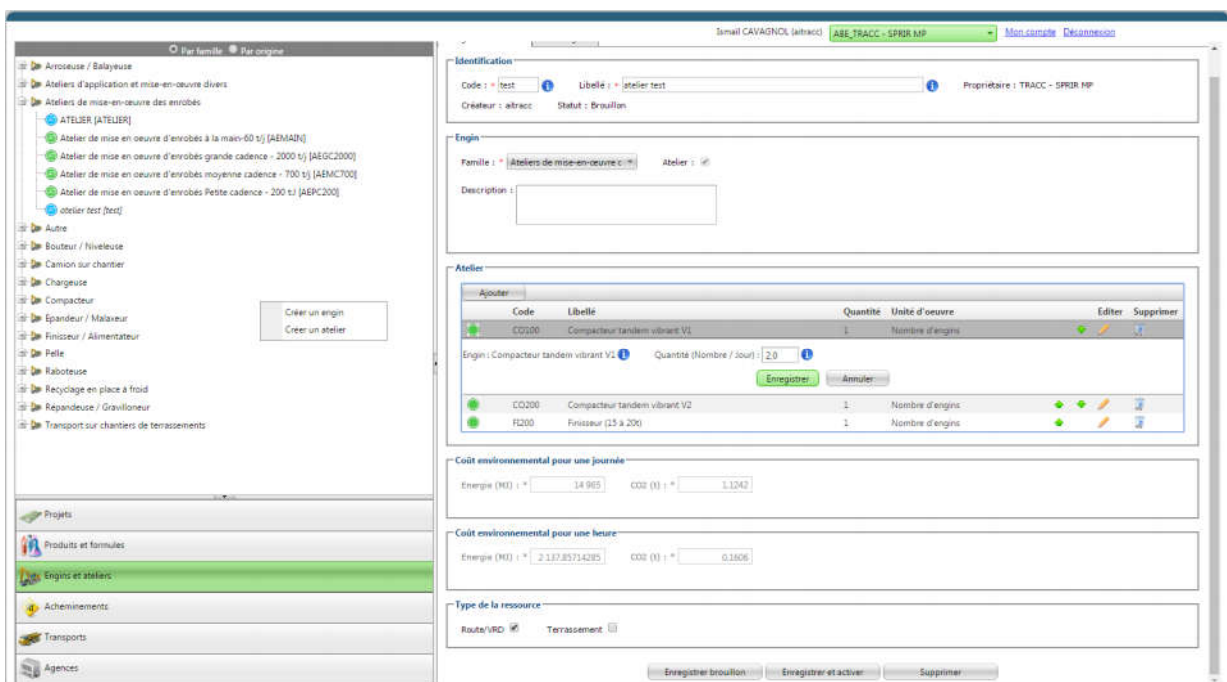 Ismail CAVAGNOL (aitracc) ABE_TRACC - SPRIR MP Mon compte Déconnexion
Par famille Par origine
Arroseuse / Balayeuse
Ateliers d'application et mise-en-œuvre divers
Ateliers de mise-en-œuvre des enrobés
ATELIER [ATELIER]
Atelier de mise en oeuvre d'enrobés à la main-60 t/j [AEMAIN]
Atelier de mise en oeuvre d'enrobés grande cadence - 2000 t/j [AEGC2000]
Atelier de mise en oeuvre d'enrobés moyenne cadence - 700 t/j [AEMC700]
Atelier de mise en oeuvre d'enrobés Petite cadence - 200 t.l [AEPC200]
atelier test [test]
Autre
Bouteur / Niveleuse
Camion sur chantier
Chargeuse
Compacteur
Epandeur / Malaxeur
Finisseur / Alimentateur
Pelle
Raboteuse
Recyclage en place à froid
Répandeuse / Gravilloneur
Transport sur chantiers de terrassements
Créer un engin
Créer un atelier
Projets
Produits et formules
Engins et ateliers
Acheminements
Transports
Agences
Identification
Code : * test Libellé : * atelier test Propriétaire : TRACC - SPRIR MP
Créateur : aitracc Statut : Brouillon
Engin
Famille : * Ateliers de mise-en-œuvre d Atelier :
Description :
Atelier
Ajouter
Code Libellé Quantité Unité d'oeuvre Editer Supprimer
CO100 Compacteur tandem vibrant V1 1 Nombre d'engins
Engin : Compacteur tandem vibrant V1 Quantité (Nombre / Jour) : 2.0
Enregistrer Annuler
CO200 Compacteur tandem vibrant V2 1 Nombre d'engins
FI200 Finisseur (15 à 20t) 1 Nombre d'engins
Coût environnemental pour une journée
Energie (MJ) : * 14 965 CO2 (t) : * 1.1242
Coût environnemental pour une heure
Energie (MJ) : * 2 137.85714285 CO2 (t) : * 0.1606
Type de la ressource
Route/VRD Terrassement
Enregistrer brouillon Enregistrer et activer Supprimer